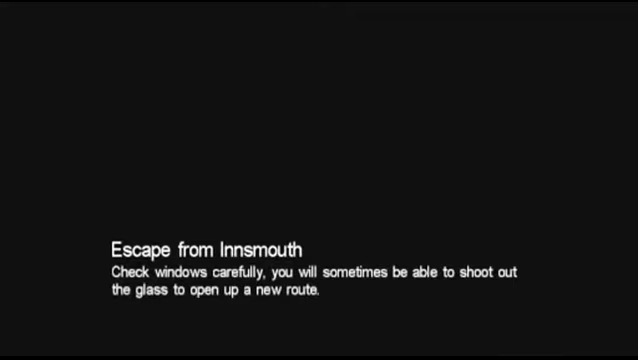 Escape from Innsmouth
Check windows carefully, you will sometimes be able to shoot out
the glass to open up a new route.